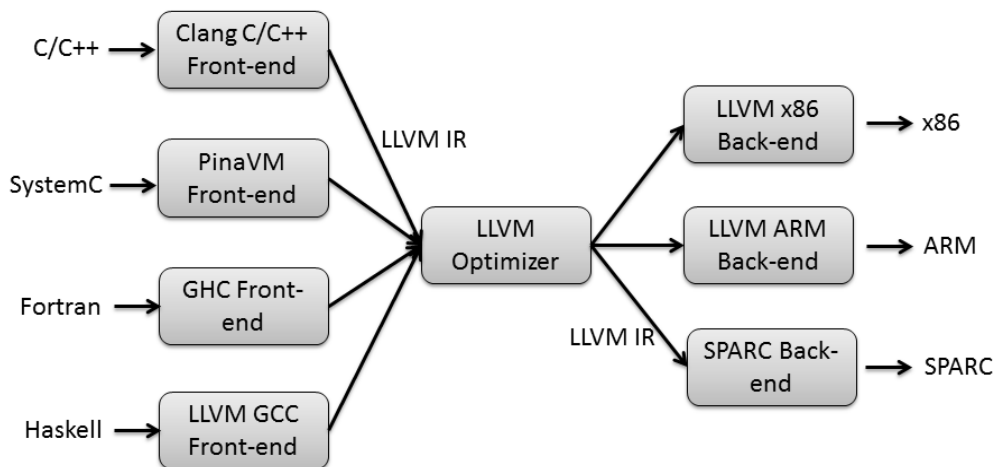 C/C++
Clang C/C++
Front-end
LLVM IR
SystemC
PinaVM
Front-end
Fortran
GHC Front-
end
Haskell
LLVM GCC
Front-end
LLVM
Optimizer
LLVM IR
LLVM x86
Back-end
x86
LLVM ARM
Back-end
ARM
SPARC Back-
end
SPARC